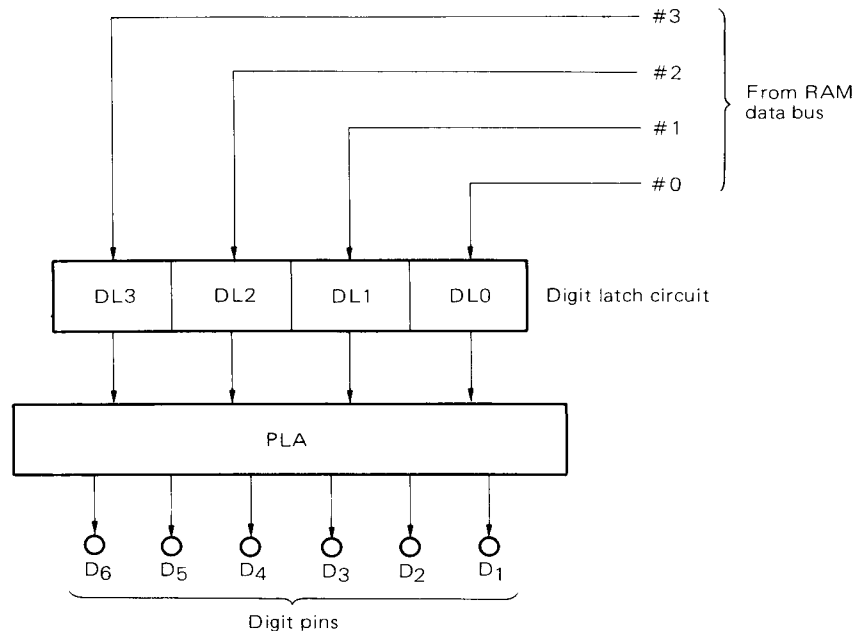 #3
#2
#1
#0
From RAM
data bus
DL3 DL2 DL1 DL0
Digit latch circuit
PLA
D6 D5 D4 D3 D2 D1
Digit pins